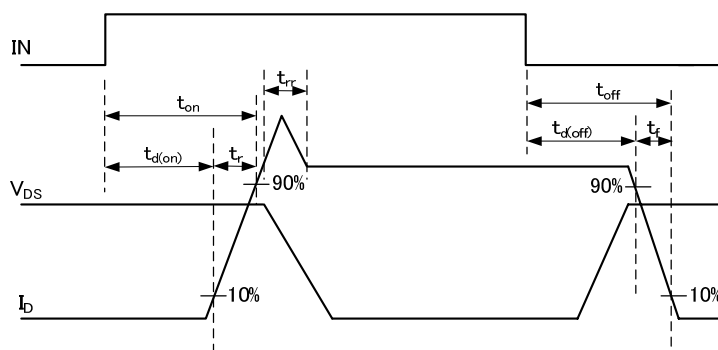 IN
trr
ton
toff
td(on)
tr
td(off)
tf
VDS
90%
90%
ID
10%
10%